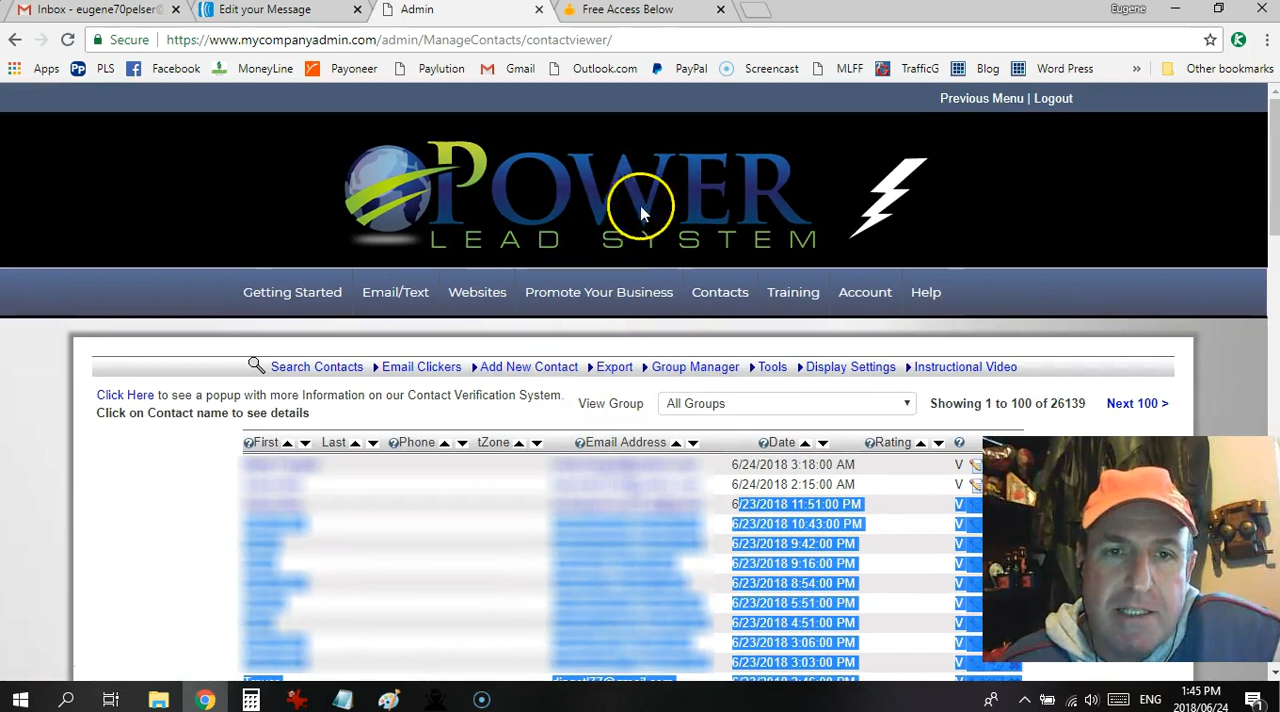 Inbox - eugene70pelser@
Edit your Message
Admin
Free Access Below
Eugene
Secure
https://www.mycompanyadmin.com/admin/ManageContacts/contactviewer/
Apps
Pp PLS
Facebook
MoneyLine
Payoneer
Paylution
Gmail
Outlook.com
PayPal
Screencast
MLFF
TrafficG
Blog
Word Press
Other bookmarks
Previous Menu | Logout
POWER
LEAD SYSTEM
Getting Started Email/Text Websites Promote Your Business Contacts Training Account Help
Search Contacts Email Clickers Add New Contact Export Group Manager Tools Display Settings Instructional Video
Click Here to see a popup with more Information on our Contact Verification System.
Click on Contact name to see details
View Group All Groups Showing 1 to 100 of 26139 Next 100 >
First Last Phone tZone Email Address Date Rating
6/24/2018 3:18:00 AM V
6/24/2018 2:15:00 AM V
6/23/2018 11:51:00 PM V
6/23/2018 10:43:00 PM V
6/23/2018 9:42:00 PM V
6/23/2018 9:16:00 PM V
6/23/2018 8:54:00 PM V
6/23/2018 5:51:00 PM V
6/23/2018 4:51:00 PM V
6/23/2018 3:06:00 PM V
6/23/2018 3:03:00 PM V
ENG
1:45 PM
2018/06/24